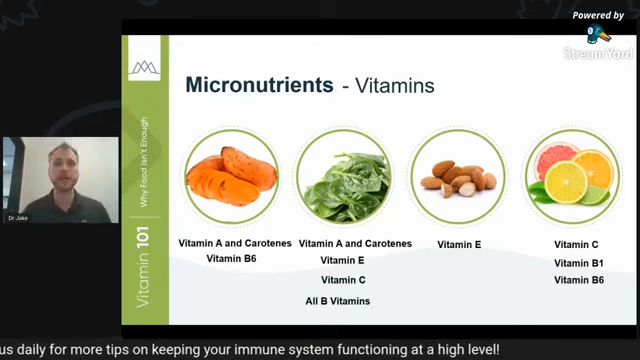 Powered by
StreamYard
Micronutrients - Vitamins
Why Food Isn't Enough
Vitamin 101
Dr Jake
Vitamin A and Carotenes
Vitamin B6
Vitamin A and Carotenes
Vitamin E
Vitamin C
All B Vitamins
Vitamin E
Vitamin C
Vitamin B1
Vitamin B6
us daily for more tips on keeping your immune system functioning at a high level!